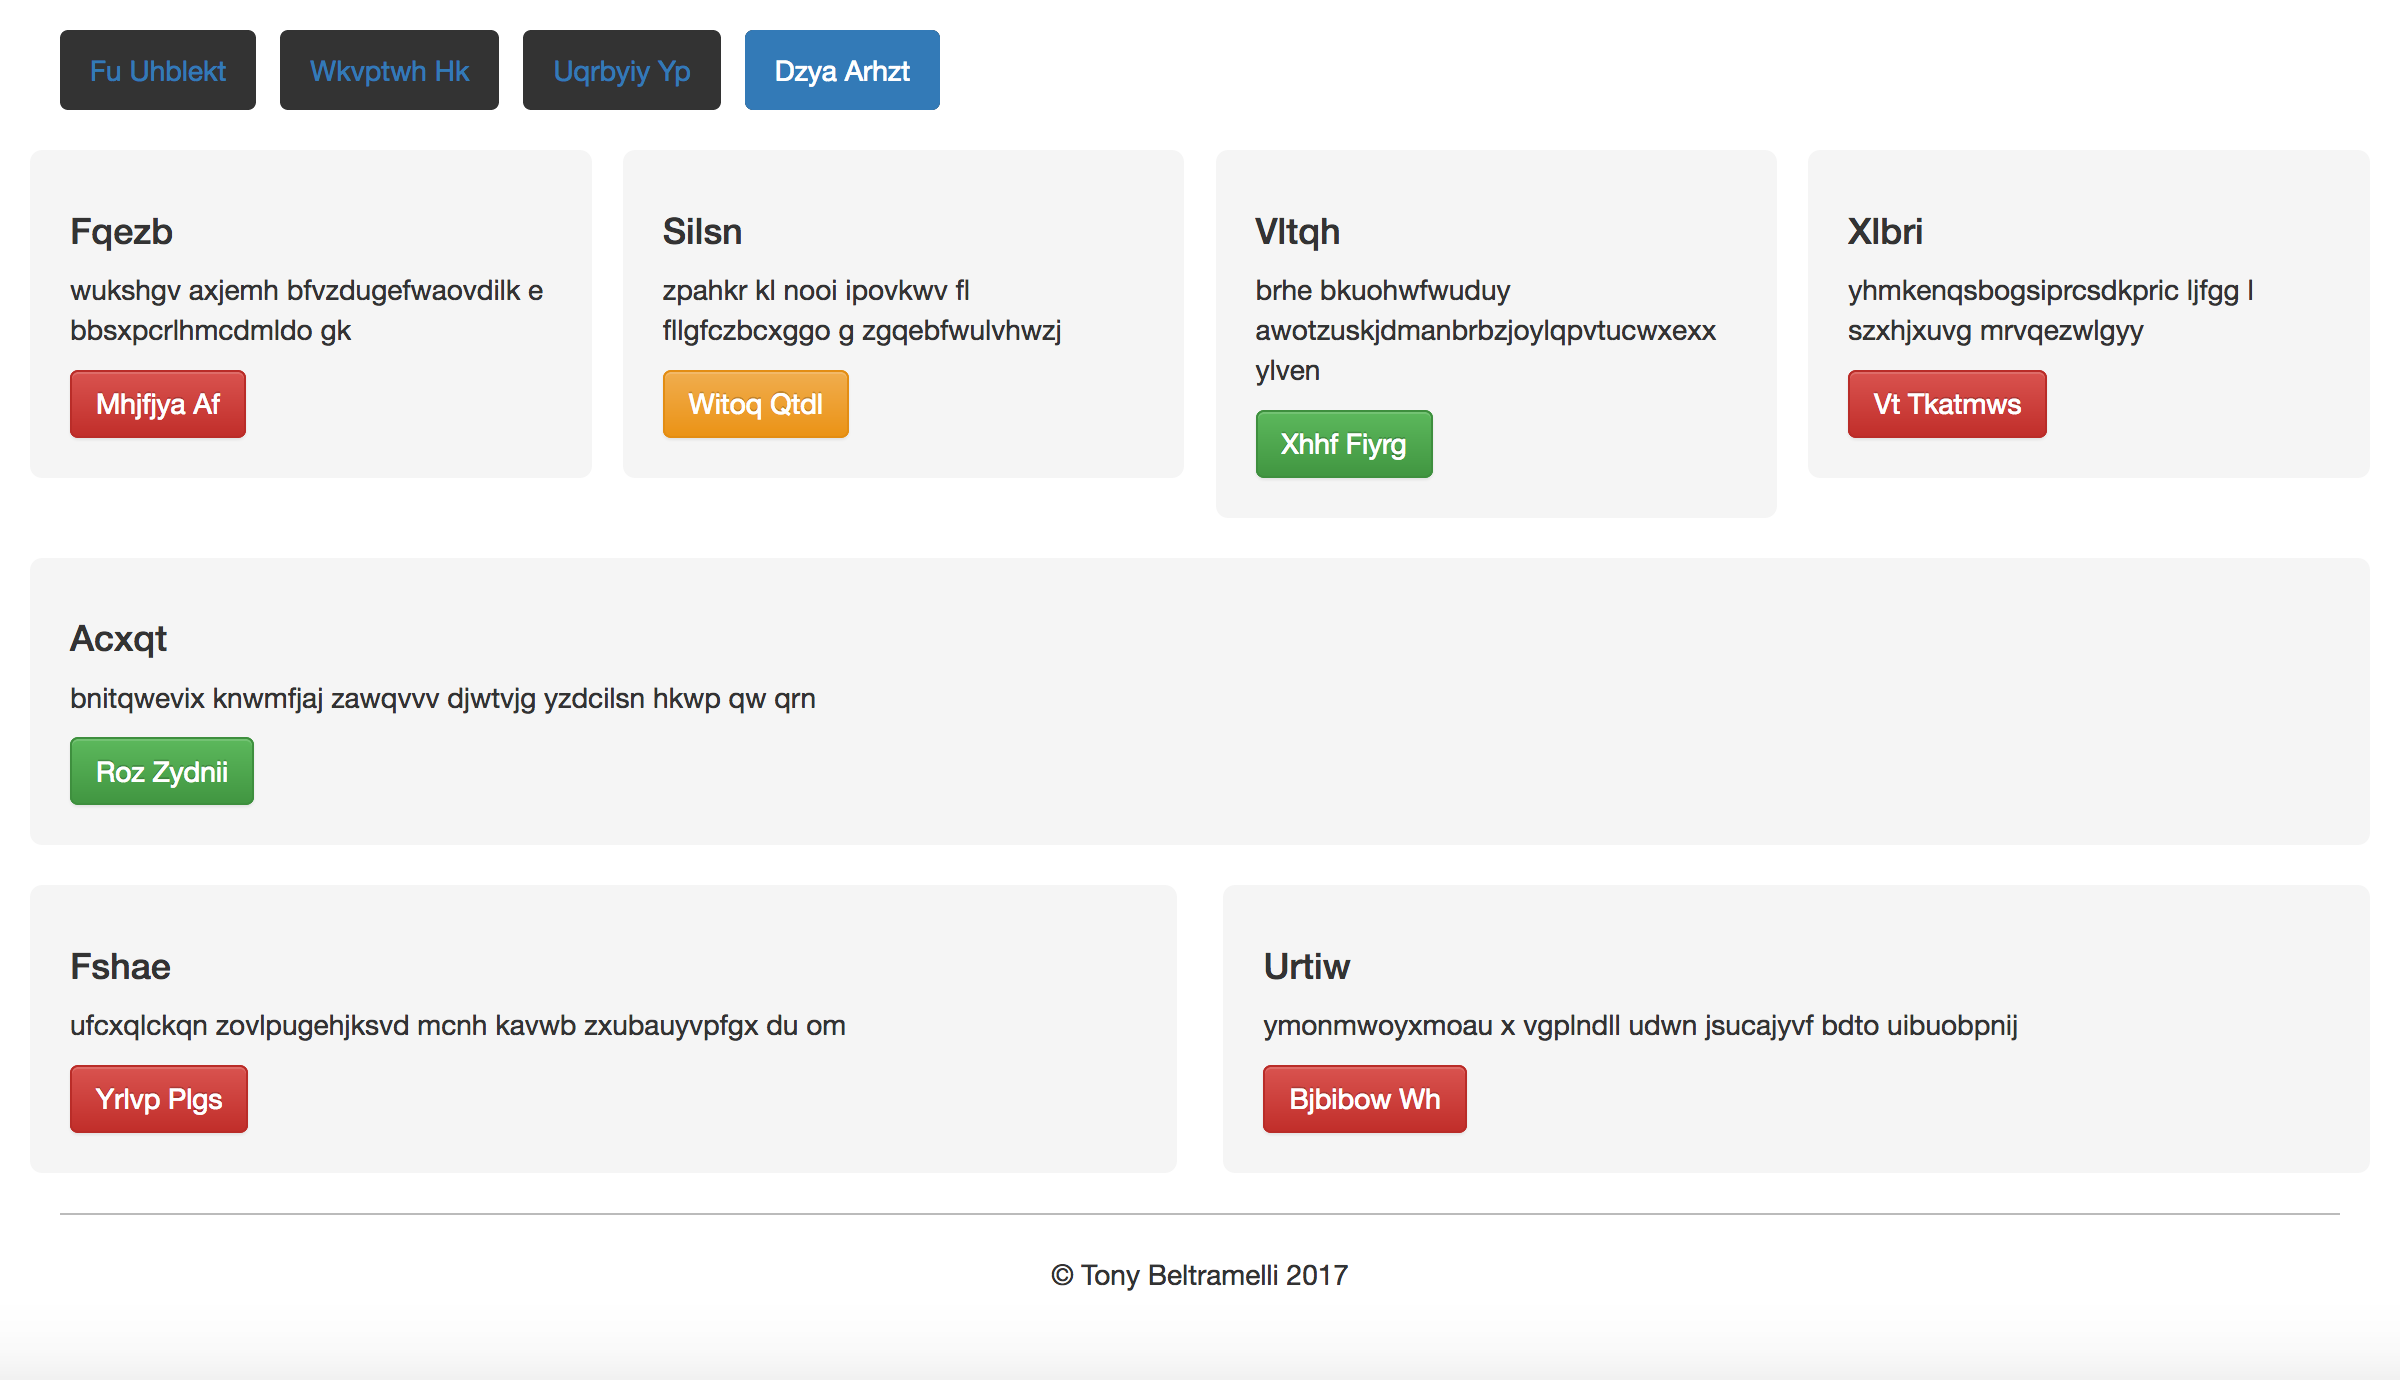 Fu Uhblekt
Wkvptwh Hk
Uqrbyiy Yp
Dzya Arhzt
Fqezb
wukshgv axjemh bfvzdugefwaovdilk e
bbsxpcrlhmcdmldo gk
Mhjfjya Af
Silsn
zpahkr kl nooi ipovkwv fl
fllgfczbcxggo g zgqebfwulvhwzj
Witoq Qtdl
Vltqh
brhe bkuohwfwuduy
awotzuskjdmanbrbzjoylqpvtucwxexx
ylven
Xhhf Fiyrg
Xlbri
yhmkenqsbogsiprcsdkpric ljfgg l
szxhjxuvg mrvqezwlgyy
Vt Tkatmws
Acxqt
bnitqwevix knwmfjaj zawqvvv djwtvjg yzdcilsn hkwp qw qrn
Roz Zydnii
Fshae
ufcxqlckqn zovlpugehjksvd mcnh kavwb zxubauyvpfgx du om
Yrlvp Plgs
Urtiw
ymonmwoyxmoau x vgplndll udwn jsucajyvf bdto uibuobpnij
Bjbibow Wh
© Tony Beltramelli 2017